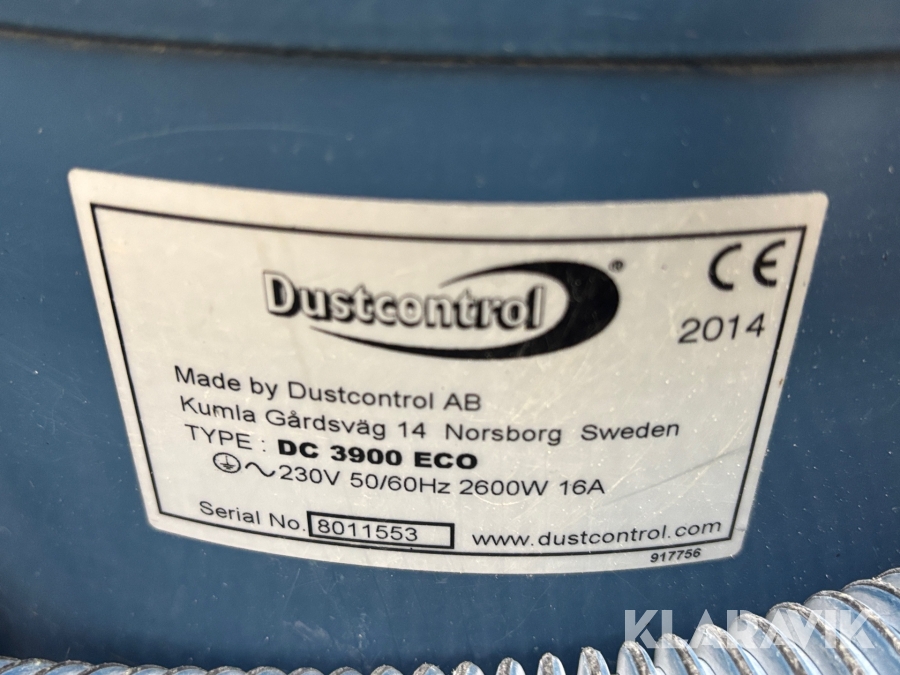 Dustcontrol®
CE
2014
Made by Dustcontrol AB
Kumla Gårdsväg 14 Norsborg Sweden
TYPE : DC 3900 ECO
~230V 50/60Hz 2600W 16A
Serial No. 8011553
www.dustcontrol.com
917756
KLARAVIK